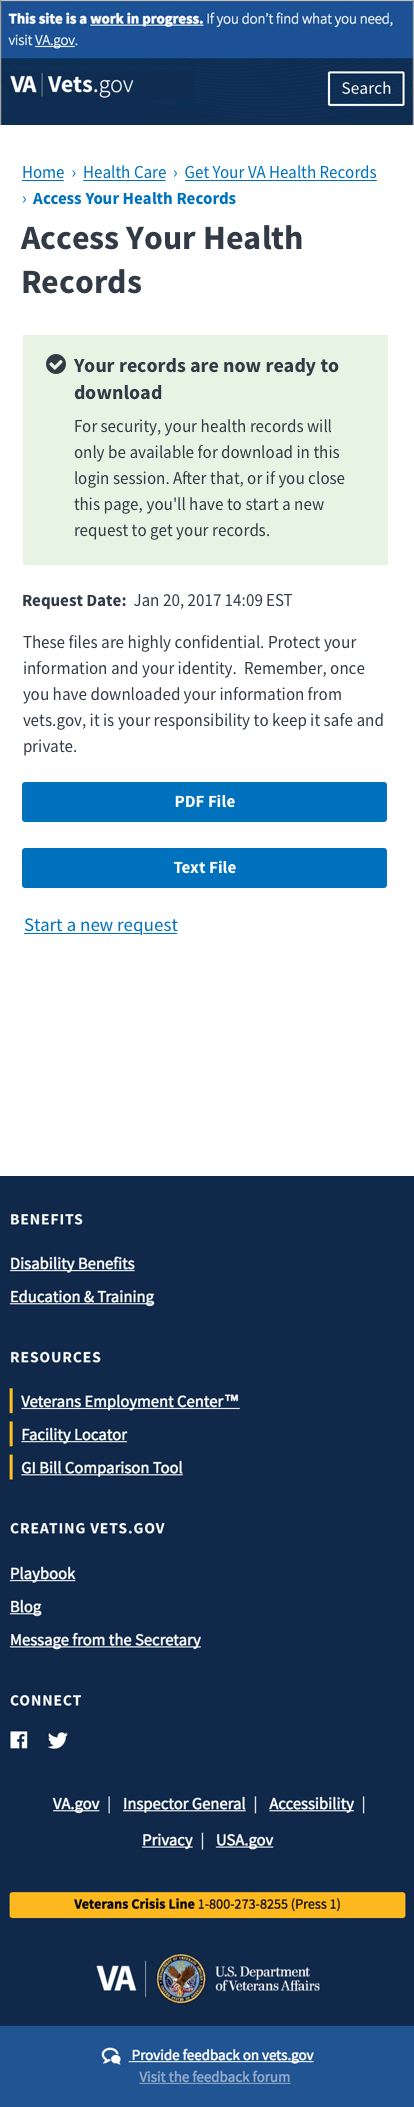 This site is a work in progress. If you don't find what you need,
visit VA.gov.
VA | Vets.gov
Search
Home › Health Care › Get Your VA Health Records
› Access Your Health Records
Access Your Health
Records
Your records are now ready to
download
For security, your health records will
only be available for download in this
login session. After that, or if you close
this page, you'll have to start a new
request to get your records.
Request Date: Jan 20, 2017 14:09 EST
These files are highly confidential. Protect your
information and your identity. Remember, once
you have downloaded your information from
vets.gov, it is your responsibility to keep it safe and
private.
PDF File
Text File
Start a new request
BENEFITS
Disability Benefits
Education & Training
RESOURCES
Veterans Employment Center™
Facility Locator
GI Bill Comparison Tool
CREATING VETS.GOV
Playbook
Blog
Message from the Secretary
CONNECT
VA.gov | Inspector General | Accessibility |
Privacy | USA.gov
Veterans Crisis Line 1-800-273-8255 (Press 1)
VA | U.S. Department
of Veterans Affairs
Provide feedback on vets.gov
Visit the feedback forum